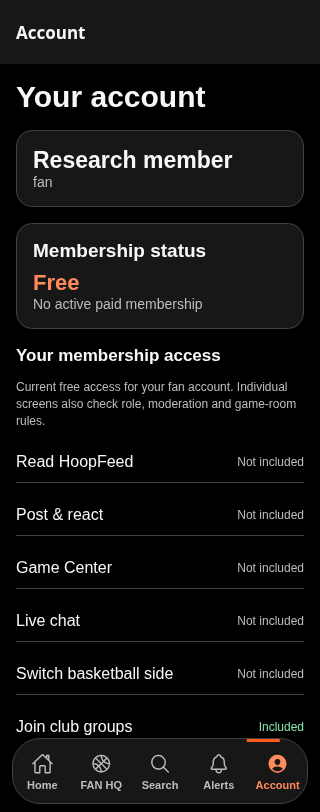 Account
Your account
Research member
fan
Membership status
Free
No active paid membership
Your membership access
Current free access for your fan account. Individual
screens also check role, moderation and game-room
rules.
Read HoopFeed Not included
Post & react Not included
Game Center Not included
Live chat Not included
Switch basketball side Not included
Join club groups Included
Home FAN HQ Search Alerts Account